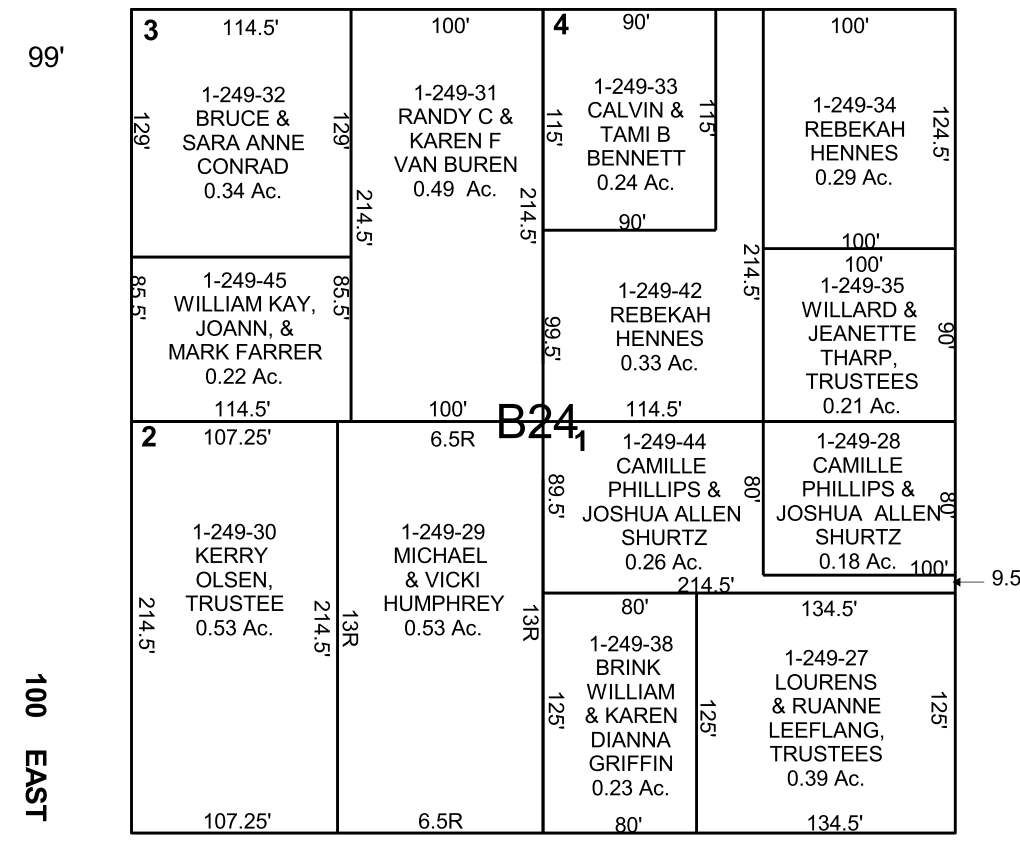 99'
3
114.5'
129'
1-249-32
BRUCE &
SARA ANNE
CONRAD
0.34 Ac.
129'
100'
1-249-31
RANDY C &
KAREN F
VAN BUREN
0.49 Ac.
214.5'
214.5'
4
90'
115'
1-249-33
CALVIN &
TAMI B
BENNETT
0.24 Ac.
115'
90'
100'
1-249-34
REBEKAH
HENNES
0.29 Ac.
124.5'
100'
85.5'
1-249-45
WILLIAM KAY,
JOANN, &
MARK FARRER
0.22 Ac.
85.5'
114.5'
100'
99.5'
1-249-42
REBEKAH
HENNES
0.33 Ac.
214.5'
114.5'
100'
1-249-35
WILLARD &
JEANETTE
THARP,
TRUSTEES
0.21 Ac.
90'
B24
2
107.25'
1-249-30
KERRY
OLSEN,
TRUSTEE
0.53 Ac.
214.5'
214.5'
107.25'
6.5R
1-249-29
MICHAEL
& VICKI
HUMPHREY
0.53 Ac.
13R
13R
6.5R
1
89.5'
1-249-44
CAMILLE
PHILLIPS &
JOSHUA ALLEN
SHURTZ
0.26 Ac.
80'
214.5'
1-249-28
CAMILLE
PHILLIPS &
JOSHUA ALLEN
SHURTZ
0.18 Ac.
80'
100'
9.5
80'
1-249-38
BRINK
WILLIAM
& KAREN
DIANNA
GRIFFIN
0.23 Ac.
125'
125'
80'
134.5'
1-249-27
LOURENS
& RUANNE
LEEFLANG,
TRUSTEES
0.39 Ac.
125'
134.5'
100 EAST